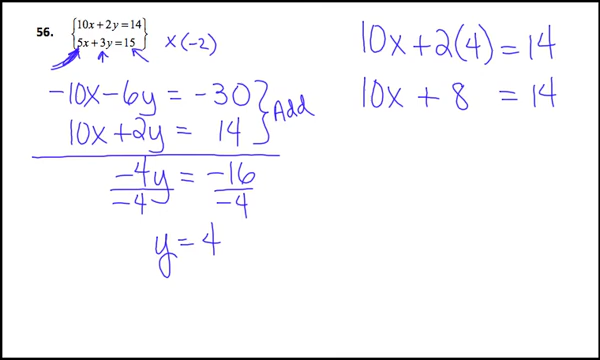 56. { 10x + 2y = 14
5x + 3y = 15 } x(-2)
-10x - 6y = -30
10x + 2y = 14 } Add
-4y = -16
-4 -4
y = 4
10x + 2(4) = 14
10x + 8 = 14